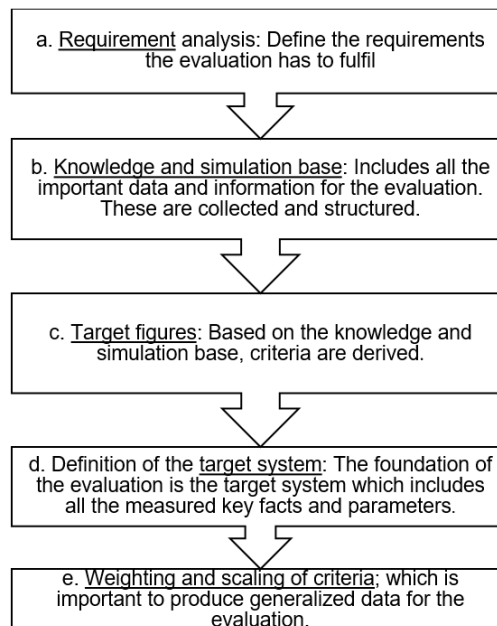 a. Requirement analysis: Define the requirements
the evaluation has to fulfil
b. Knowledge and simulation base: Includes all the
important data and information for the evaluation.
These are collected and structured.
c. Target figures: Based on the knowledge and
simulation base, criteria are derived.
d. Definition of the target system: The foundation of
the evaluation is the target system which includes
all the measured key facts and parameters.
e. Weighting and scaling of criteria; which is
important to produce generalized data for the
evaluation.